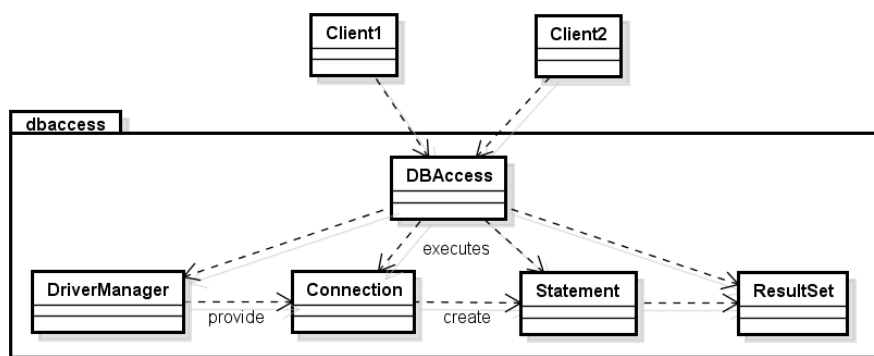 Client1
Client2
dbaccess
DBAccess
executes
DriverManager
Connection
Statement
ResultSet
provide
create